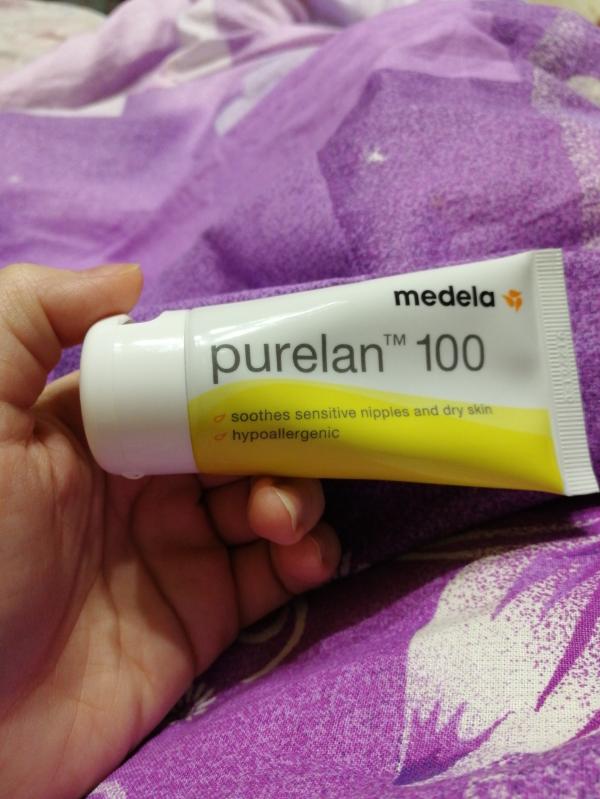 medela
purelan™ 100
soothes sensitive nipples and dry skin
hypoallergenic